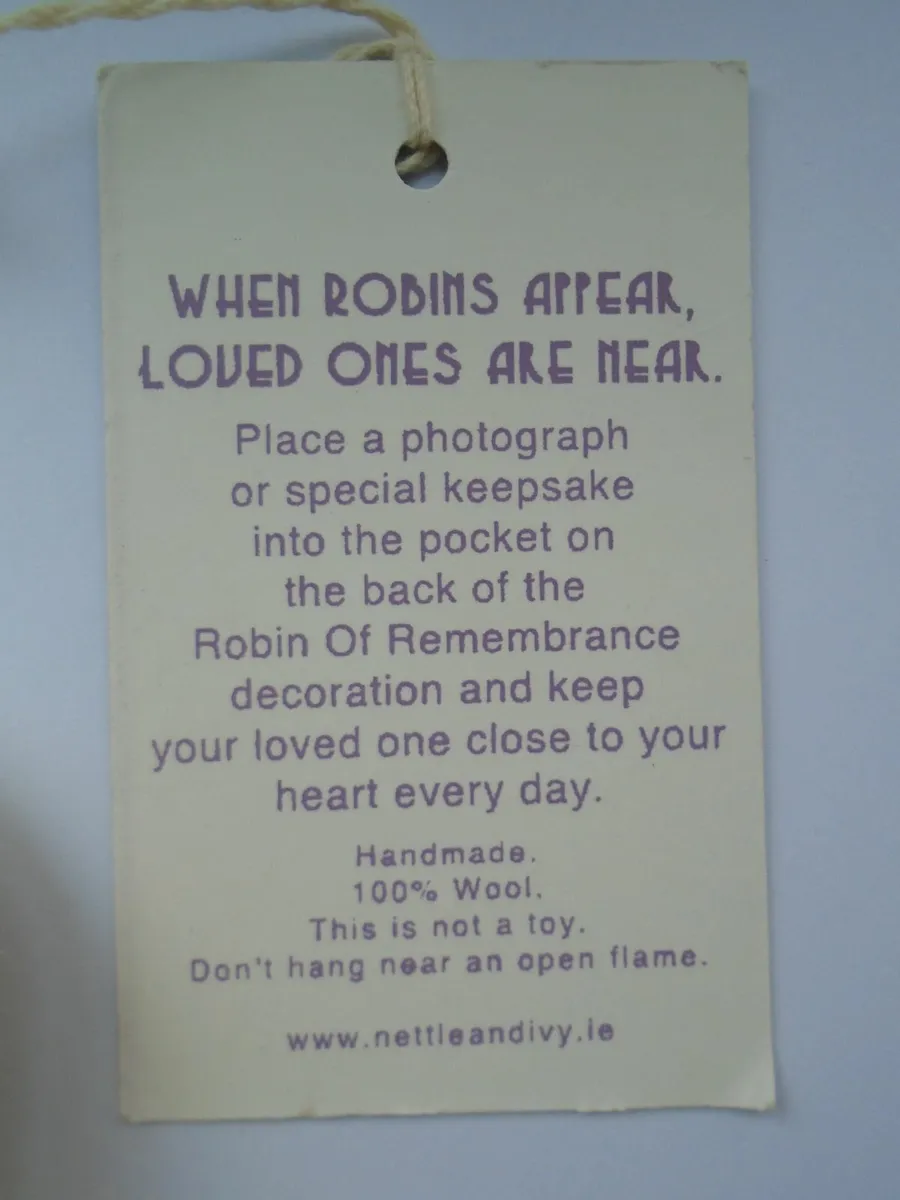 WHEN ROBINS APPEAR,
LOVED ONES ARE NEAR.
Place a photograph
or special keepsake
into the pocket on
the back of the
Robin Of Remembrance
decoration and keep
your loved one close to your
heart every day.
Handmade.
100% Wool.
This is not a toy.
Don't hang near an open flame.
www.nettleandivy.ie